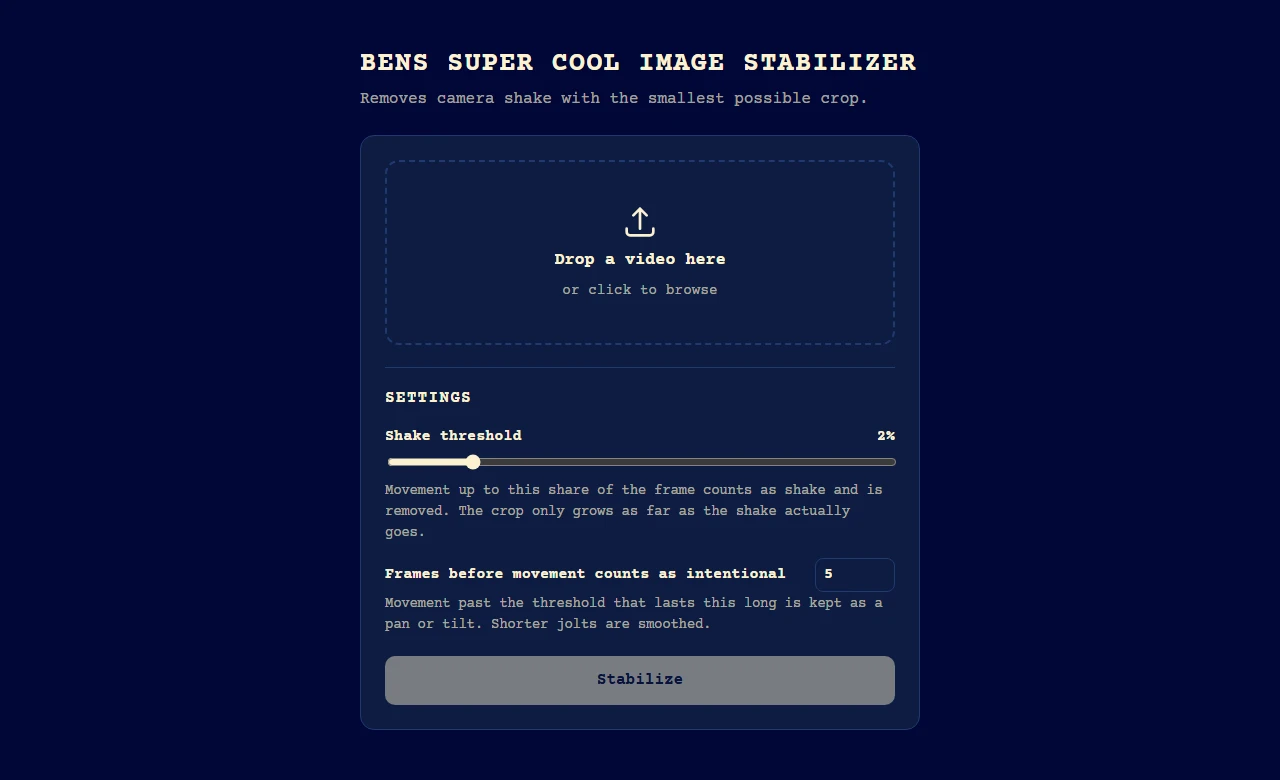 BENS SUPER COOL IMAGE STABILIZER
Removes camera shake with the smallest possible crop.
Drop a video here
or click to browse
SETTINGS
Shake threshold 2%
Movement up to this share of the frame counts as shake and is
removed. The crop only grows as far as the shake actually
goes.
Frames before movement counts as intentional 5
Movement past the threshold that lasts this long is kept as a
pan or tilt. Shorter jolts are smoothed.
Stabilize